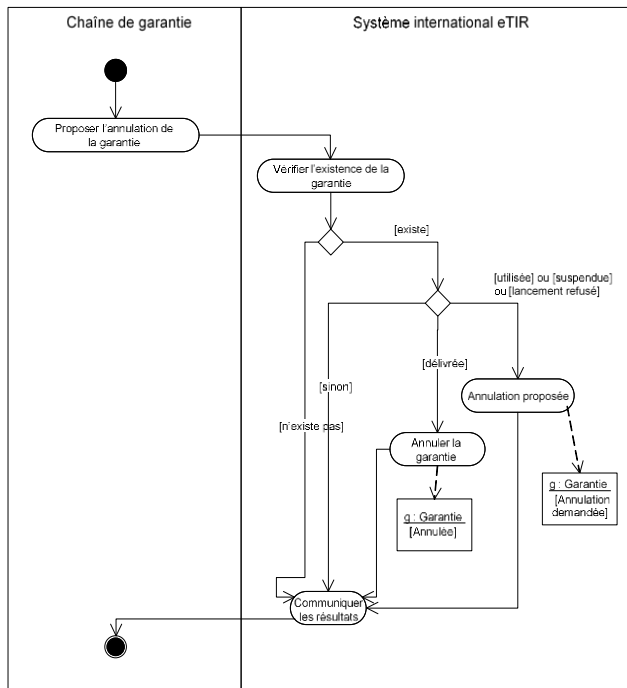 Chaîne de garantie
Système international eTIR
Proposer l'annulation de
la garantie
Vérifier l'existence de la
garantie
[existe]
[utilisée] ou [suspendue]
ou [lancement refusé]
[délivrée]
[sinon]
Annulation proposée
[n'existe pas]
Annuler la
garantie
g : Garantie
[Annulation
demandée]
g : Garantie
[Annulée]
Communiquer
les résultats